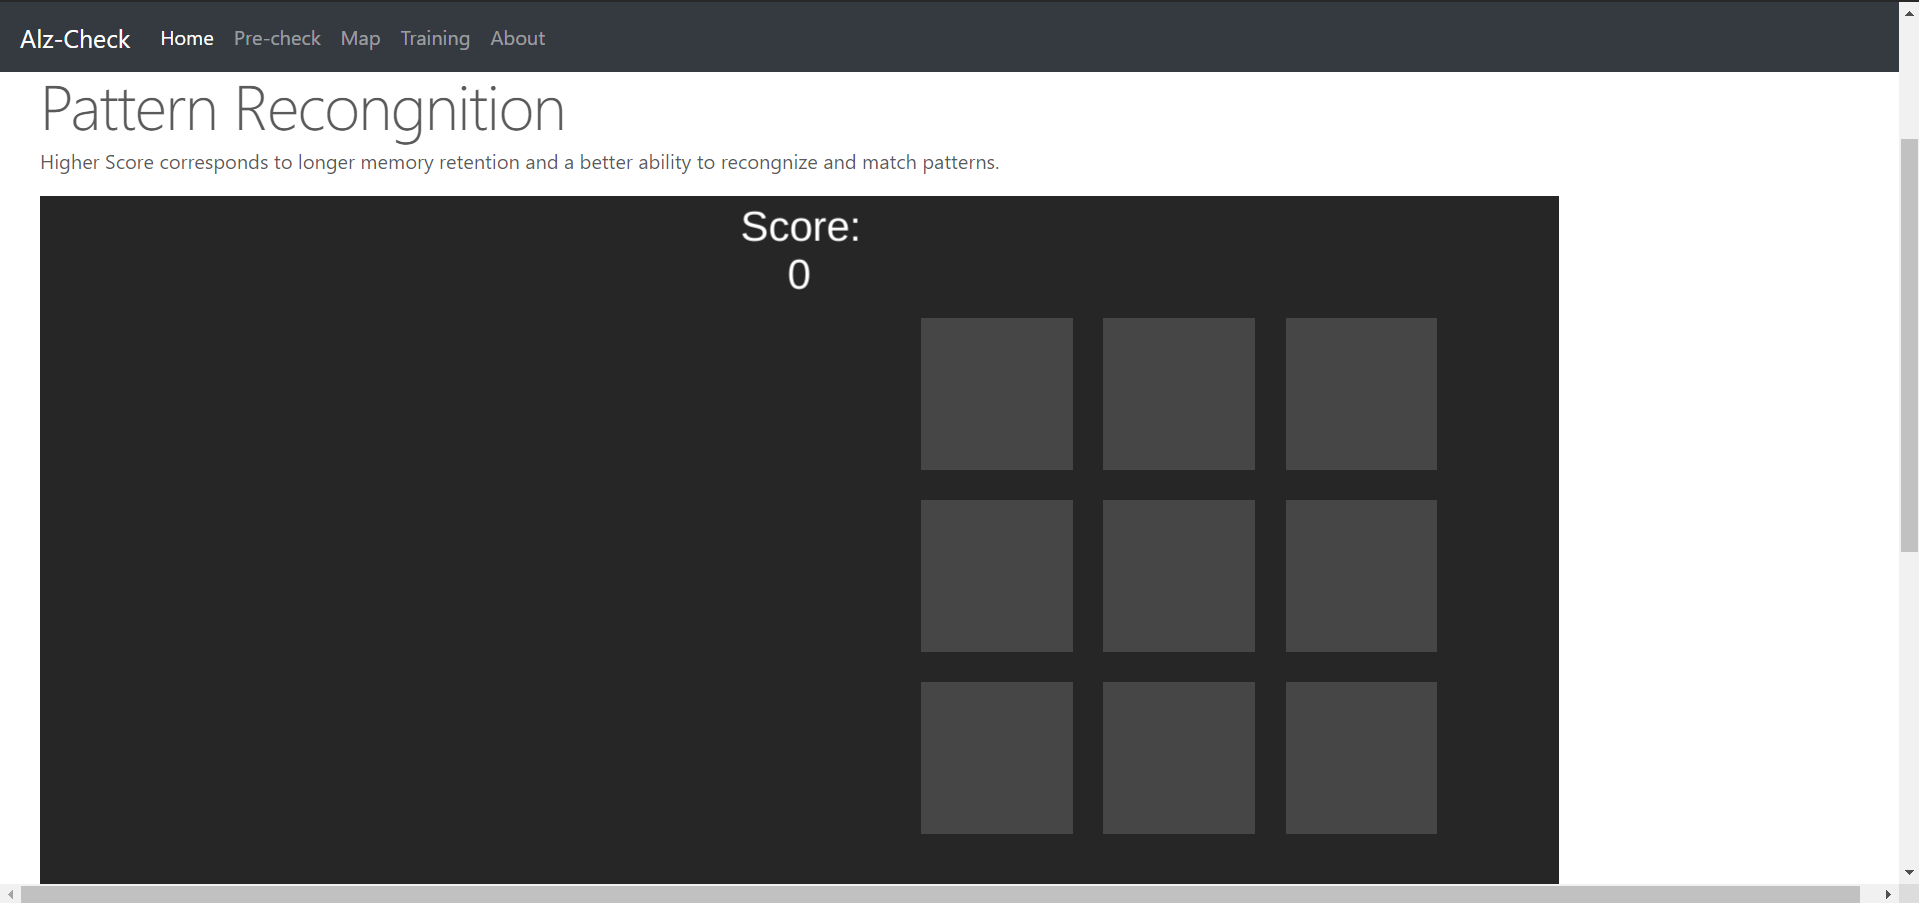 Alz-Check Home Pre-check Map Training About
Pattern Recongnition
Higher Score corresponds to longer memory retention and a better ability to recongnize and match patterns.
Score:
0